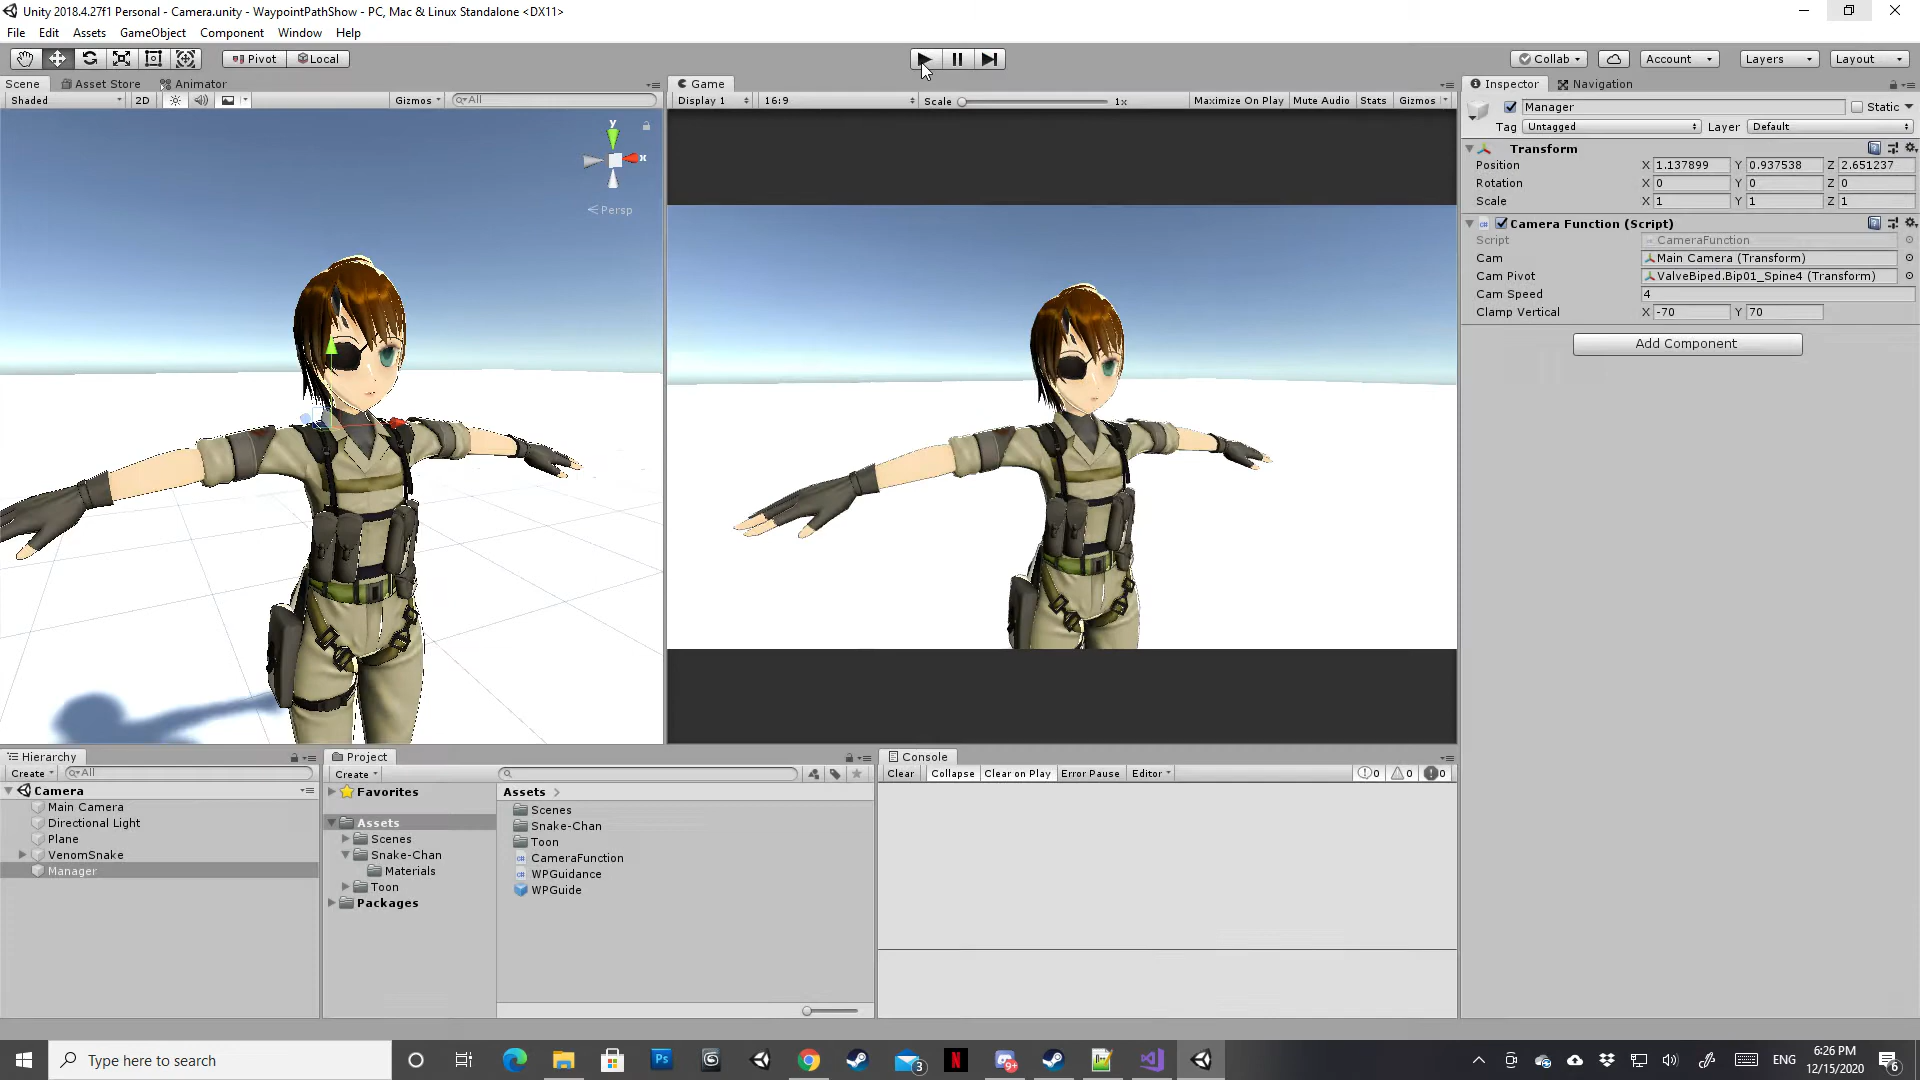 Unity 2018.4.27f1 Personal - Camera.unity - WaypointPathShow - PC, Mac & Linux Standalone <DX11>
File Edit Assets GameObject Component Window Help
Pivot Local Collab Account Layers Layout
Scene Asset Store Animator
Shaded 2D Gizmos All
y
x
Persp
Game
Display 1 16:9 Scale 1x Maximize On Play Mute Audio Stats Gizmos
Inspector Navigation
Manager Static
Tag Untagged Layer Default
Transform
Position X 1.137899 Y 0.937538 Z 2.651237
Rotation X 0 Y 0 Z 0
Scale X 1 Y 1 Z 1
Camera Function (Script)
Script CameraFunction
Cam Main Camera (Transform)
Cam Pivot ValveBiped.Bip01_Spine4 (Transform)
Cam Speed 4
Clamp Vertical X -70 Y 70
Add Component
Hierarchy
Create All
Camera
Main Camera
Directional Light
Plane
VenomSnake
Manager
Project
Create
Favorites
Assets
Scenes
Snake-Chan
Materials
Toon
Packages
Assets
Scenes
Snake-Chan
Toon
CameraFunction
WPGuidance
WPGuide
Console
Clear Collapse Clear on Play Error Pause Editor 0 0 0
Type here to search
3
9+
ENG
6:26 PM
12/15/2020
6